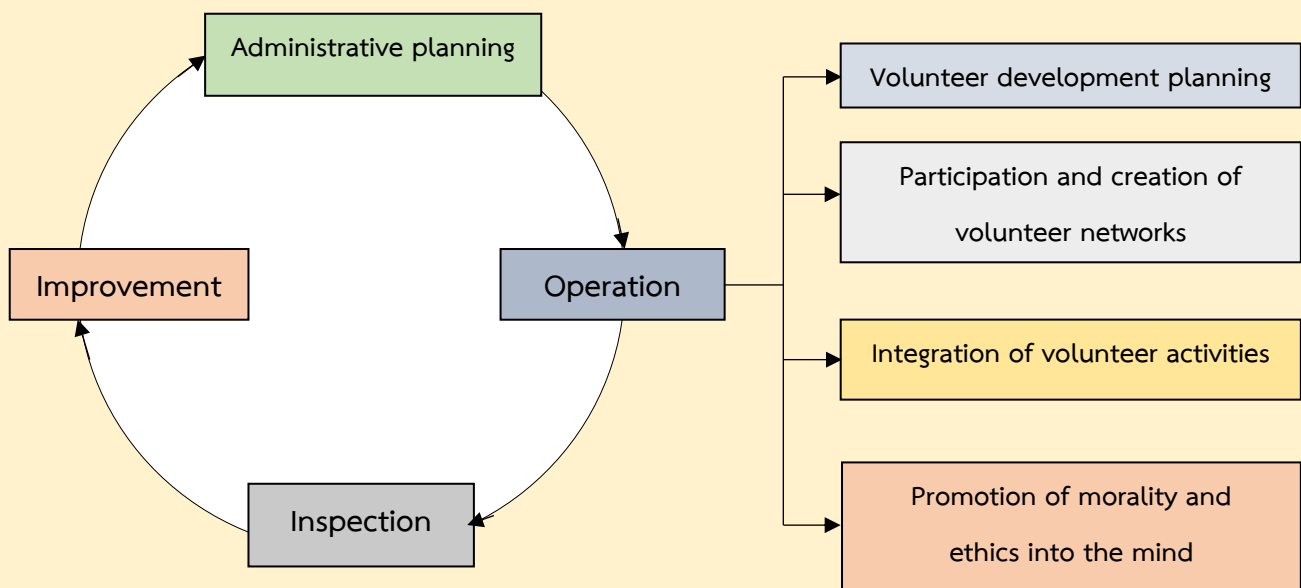 Administrative planning
Operation
Inspection
Improvement
Volunteer development planning
Participation and creation of
volunteer networks
Integration of volunteer activities
Promotion of morality and
ethics into the mind